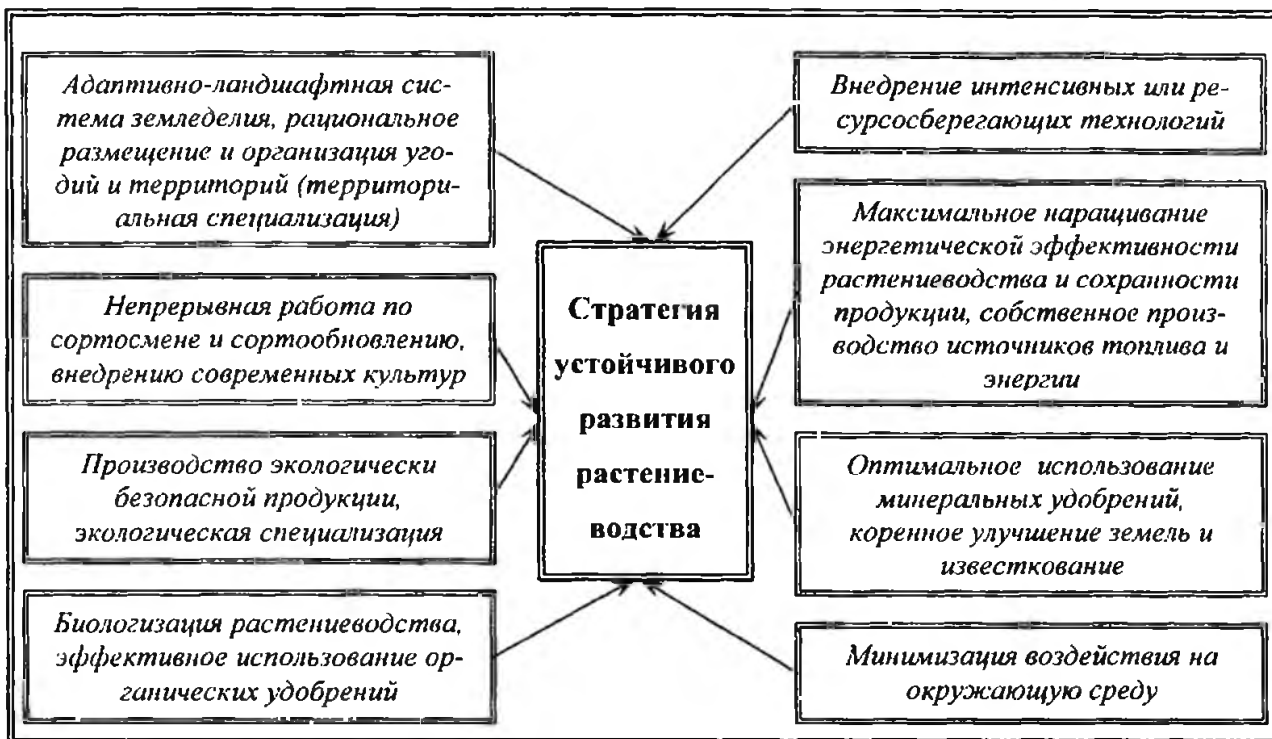 Адаптивно-ландшафтная сис-
тема земледелия, рациональное
размещение и организация уго-
дий и территорий (территори-
альная специализация)
Непрерывная работа по
сортосмене и сортообновлению,
внедрению современных культур
Производство экологически
безопасной продукции,
экологическая специализация
Биологизация растениеводства,
эффективное использование ор-
ганических удобрений
Стратегия
устойчивого
развития
растение-
водства
Внедрение интенсивных или ре-
сурсосберегающих технологий
Максимальное наращивание
энергетической эффективности
растениеводства и сохранности
продукции, собственное произ-
водство источников топлива и
энергии
Оптимальное использование
минеральных удобрений,
коренное улучшение земель и
известкование
Минимизация воздействия на
окружающую среду